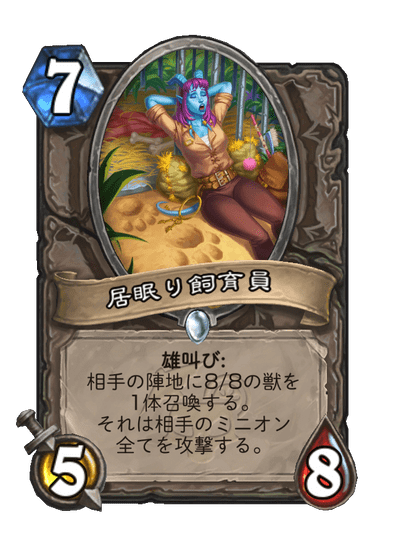 7
居眠り飼育員
雄叫び:
相手の陣地に8/8の獣を
1体召喚する。
それは相手のミニオン
全てを攻撃する。
5
8